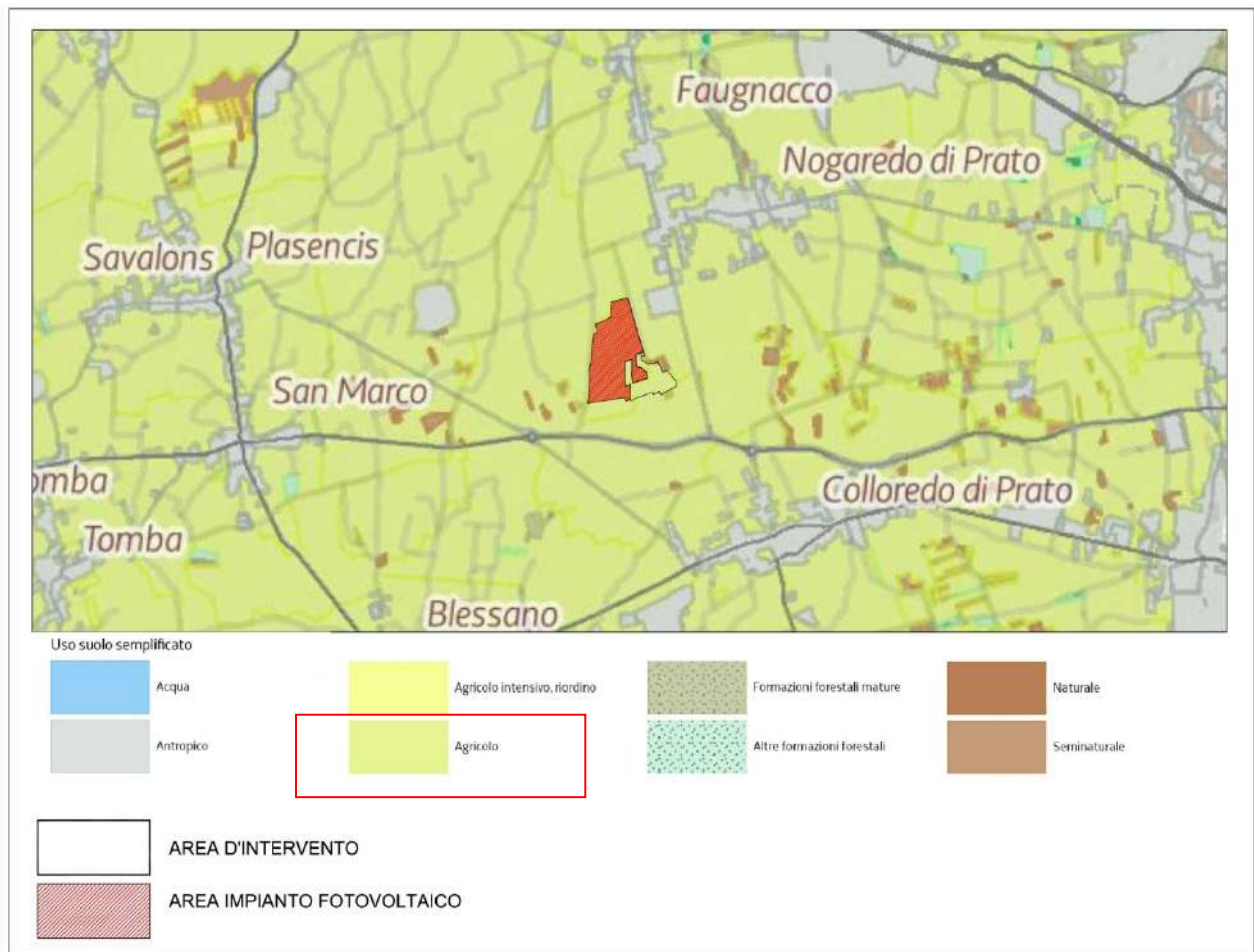 Faugnacco
Nogaredo di Prato
Savalons
Plasencis
San Marco
omba
Colloredo di Prato
Tomba
Blessano
Uso suolo semplificato
Acqua
Agricolo intensivo, riordino
Formazioni forestali mature
Naturale
Antropico
Agricolo
Altre formazioni forestali
Seminaturale
AREA D'INTERVENTO
AREA IMPIANTO FOTOVOLTAICO